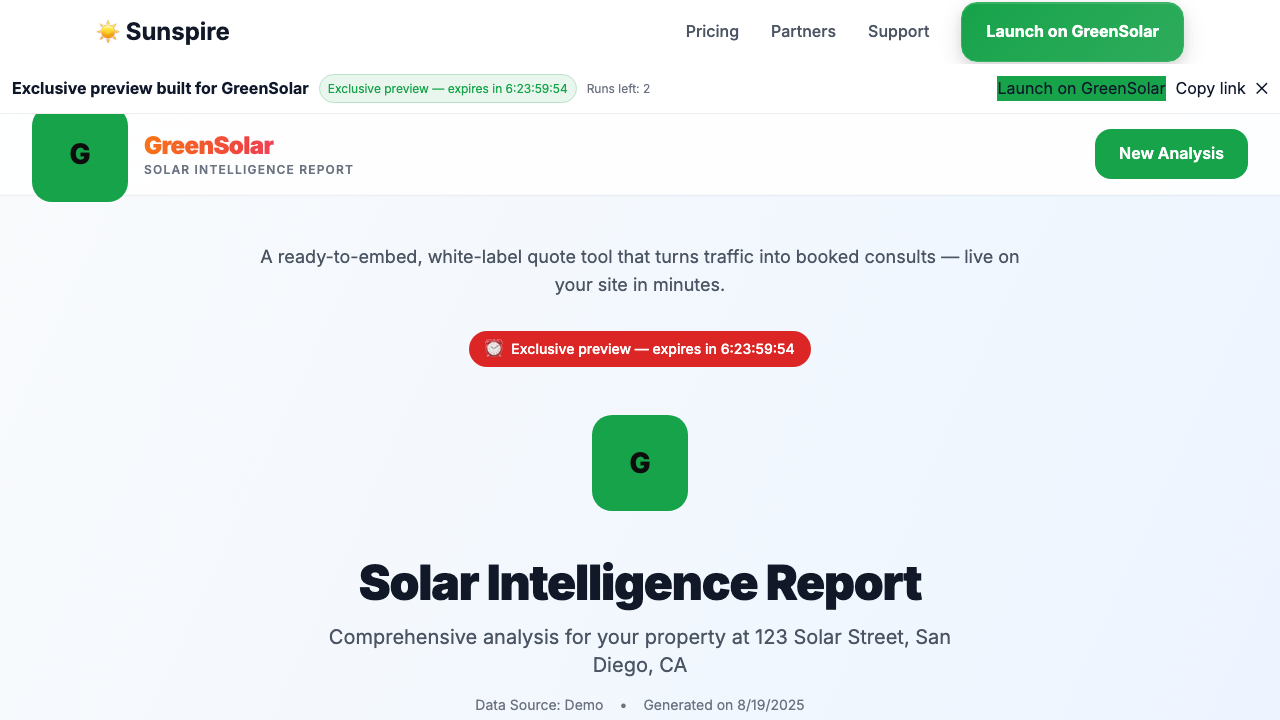 ☀️ Sunspire
Pricing
Partners
Support
Launch on GreenSolar
Exclusive preview built for GreenSolar
Exclusive preview — expires in 6:23:59:54
Runs left: 2
Launch on GreenSolar
Copy link
✕
G
GreenSolar
SOLAR INTELLIGENCE REPORT
New Analysis
A ready-to-embed, white-label quote tool that turns traffic into booked consults — live on
your site in minutes.
⏰ Exclusive preview — expires in 6:23:59:54
G
Solar Intelligence Report
Comprehensive analysis for your property at 123 Solar Street, San
Diego, CA
Data Source: Demo • Generated on 8/19/2025